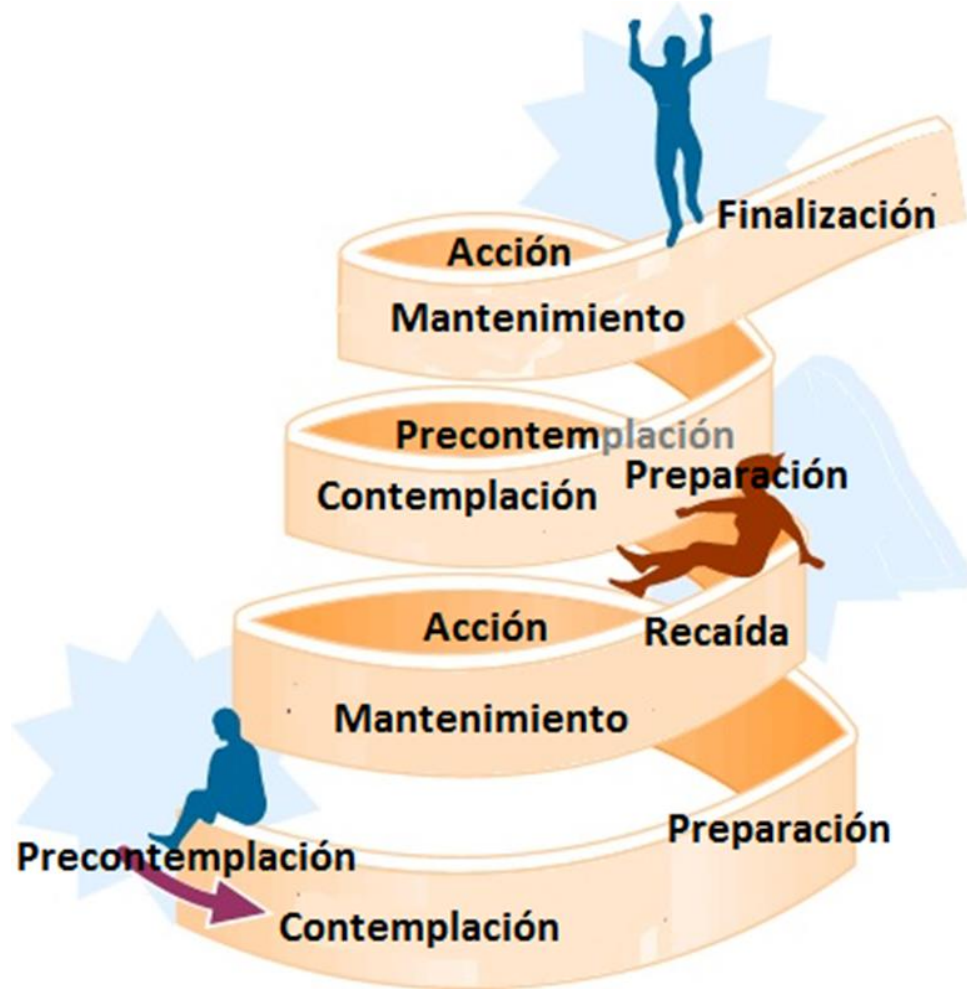 Finalización
Acción
Mantenimiento
Precontemplación
Preparación
Contemplación
Acción
Recaída
Mantenimiento
Preparación
Precontemplación
Contemplación